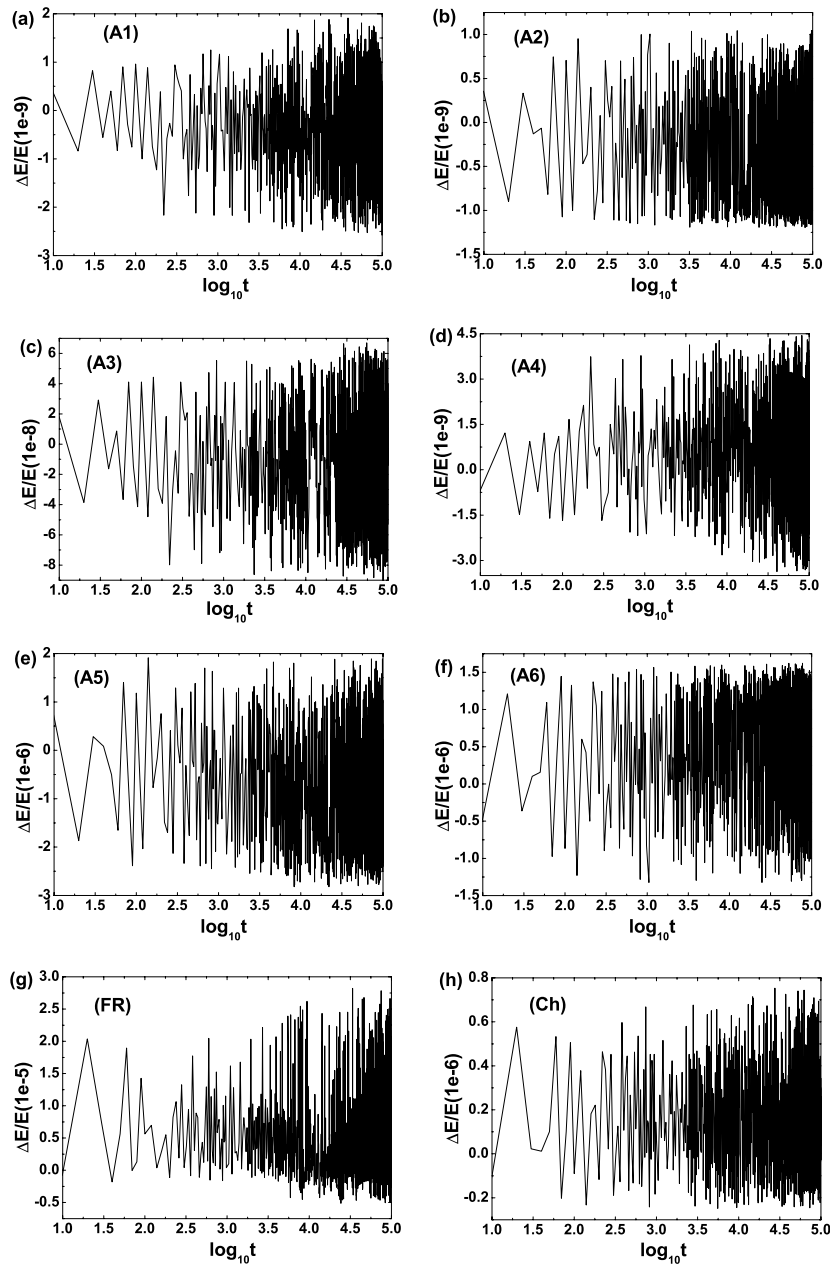 (a) (A1)
ΔE/E(1e-9)
2
1
0
-1
-2
-3
1.0 1.5 2.0 2.5 3.0 3.5 4.0 4.5 5.0
log10t
(b) (A2)
ΔE/E(1e-9)
1.0
0.5
0.0
-0.5
-1.0
-1.5
1.0 1.5 2.0 2.5 3.0 3.5 4.0 4.5 5.0
log10t
(c) (A3)
ΔE/E(1e-8)
6
4
2
0
-2
-4
-6
-8
1.0 1.5 2.0 2.5 3.0 3.5 4.0 4.5 5.0
log10t
(d) (A4)
ΔE/E(1e-9)
4.5
3.0
1.5
0.0
-1.5
-3.0
1.0 1.5 2.0 2.5 3.0 3.5 4.0 4.5 5.0
log10t
(e) (A5)
ΔE/E(1e-6)
2
1
0
-1
-2
-3
1.0 1.5 2.0 2.5 3.0 3.5 4.0 4.5 5.0
log10t
(f) (A6)
ΔE/E(1e-6)
1.5
1.0
0.5
0.0
-0.5
-1.0
-1.5
1.0 1.5 2.0 2.5 3.0 3.5 4.0 4.5 5.0
log10t
(g) (FR)
ΔE/E(1e-5)
3.0
2.5
2.0
1.5
1.0
0.5
0.0
-0.5
1.0 1.5 2.0 2.5 3.0 3.5 4.0 4.5 5.0
log10t
(h) (Ch)
ΔE/E(1e-6)
0.8
0.6
0.4
0.2
0.0
-0.2
1.0 1.5 2.0 2.5 3.0 3.5 4.0 4.5 5.0
log10t